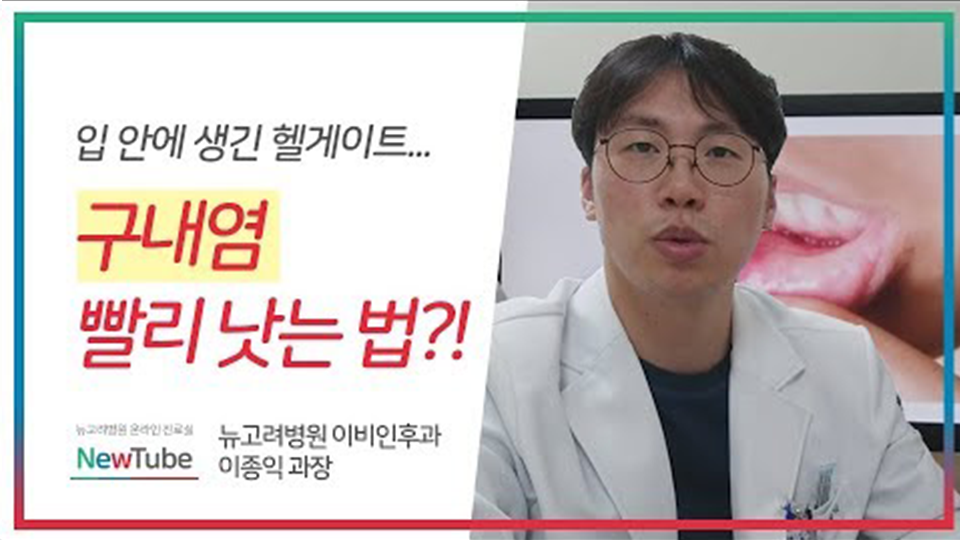 입 안에 생긴 헬게이트...
구내염
빨리 낫는 법?!
뉴고려병원 온라인 진료실
NewTube
뉴고려병원 이비인후과
이종익 과장